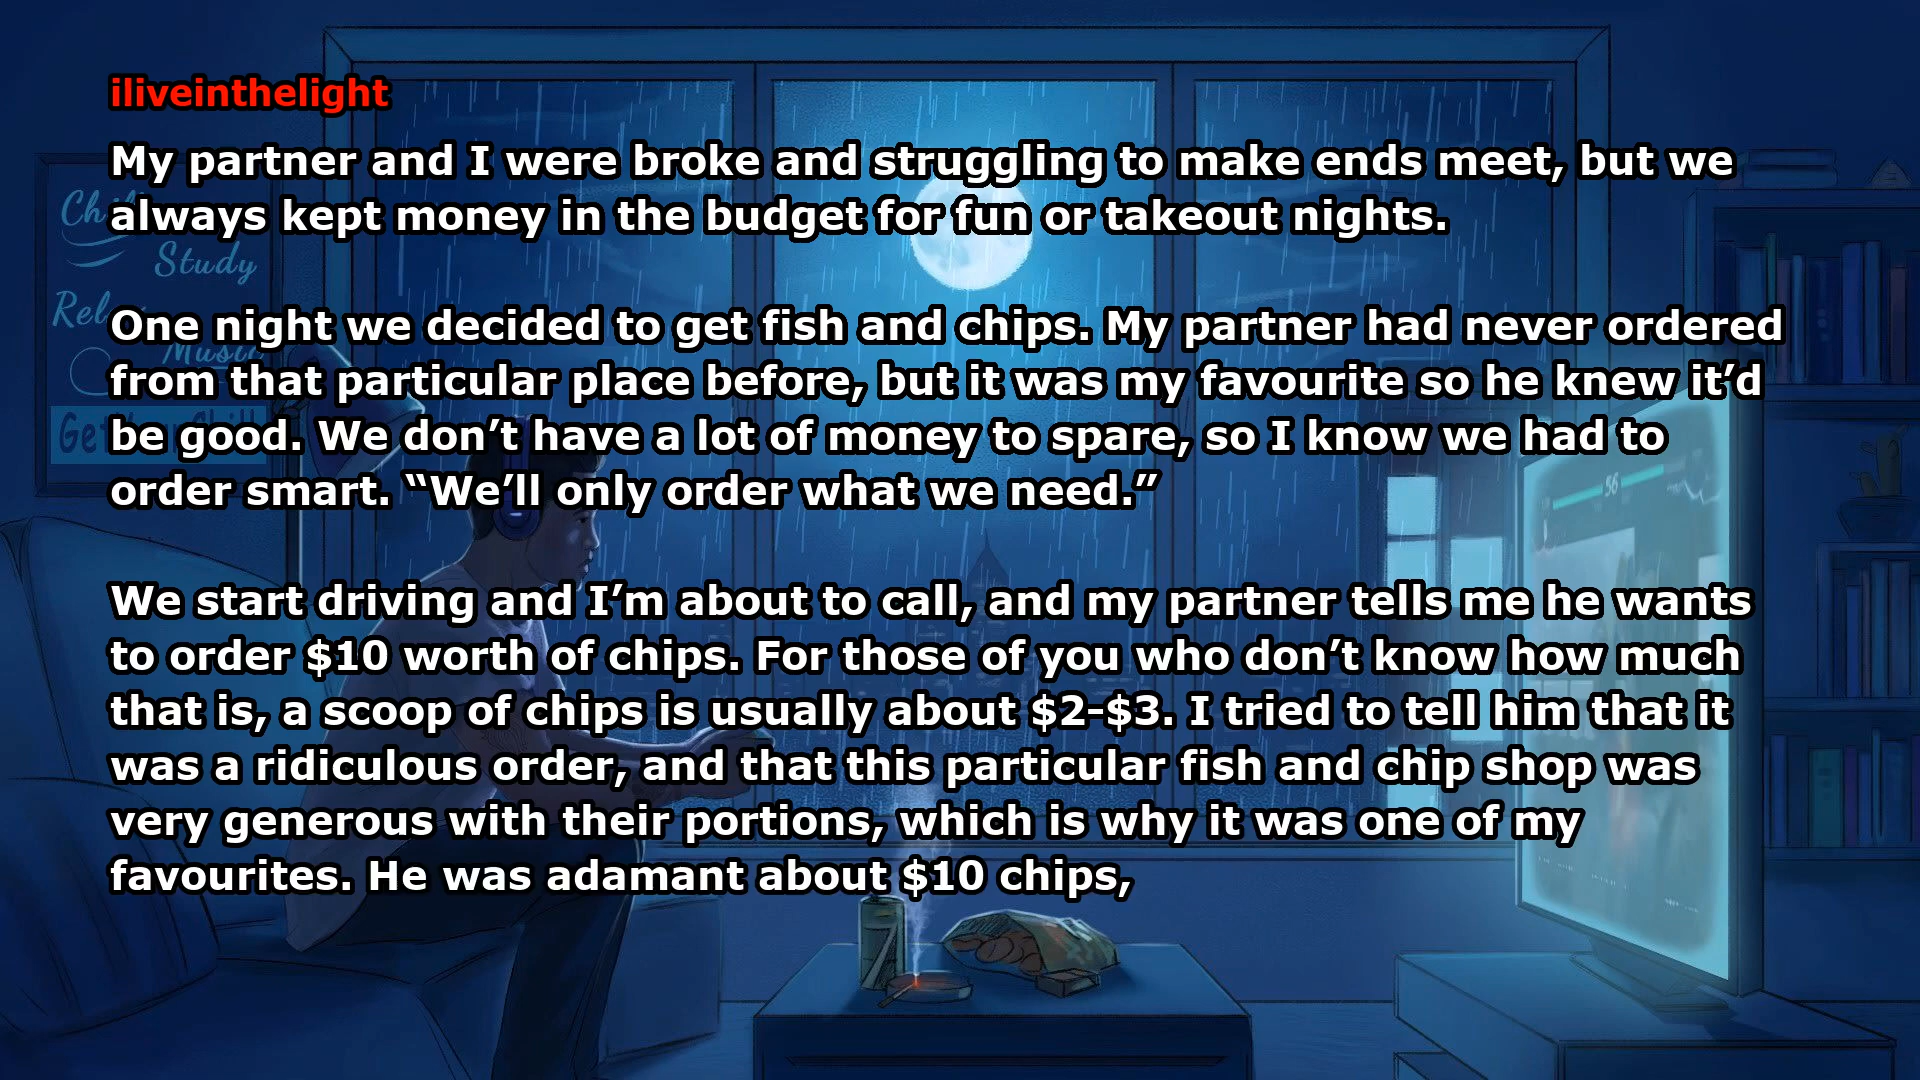 iliveinthelight
My partner and I were broke and struggling to make ends meet, but we
always kept money in the budget for fun or takeout nights.
One night we decided to get fish and chips. My partner had never ordered
from that particular place before, but it was my favourite so he knew it’d
be good. We don’t have a lot of money to spare, so I know we had to
order smart. “We’ll only order what we need.”
We start driving and I’m about to call, and my partner tells me he wants
to order $10 worth of chips. For those of you who don’t know how much
that is, a scoop of chips is usually about $2-$3. I tried to tell him that it
was a ridiculous order, and that this particular fish and chip shop was
very generous with their portions, which is why it was one of my
favourites. He was adamant about $10 chips,
Study
Music
56